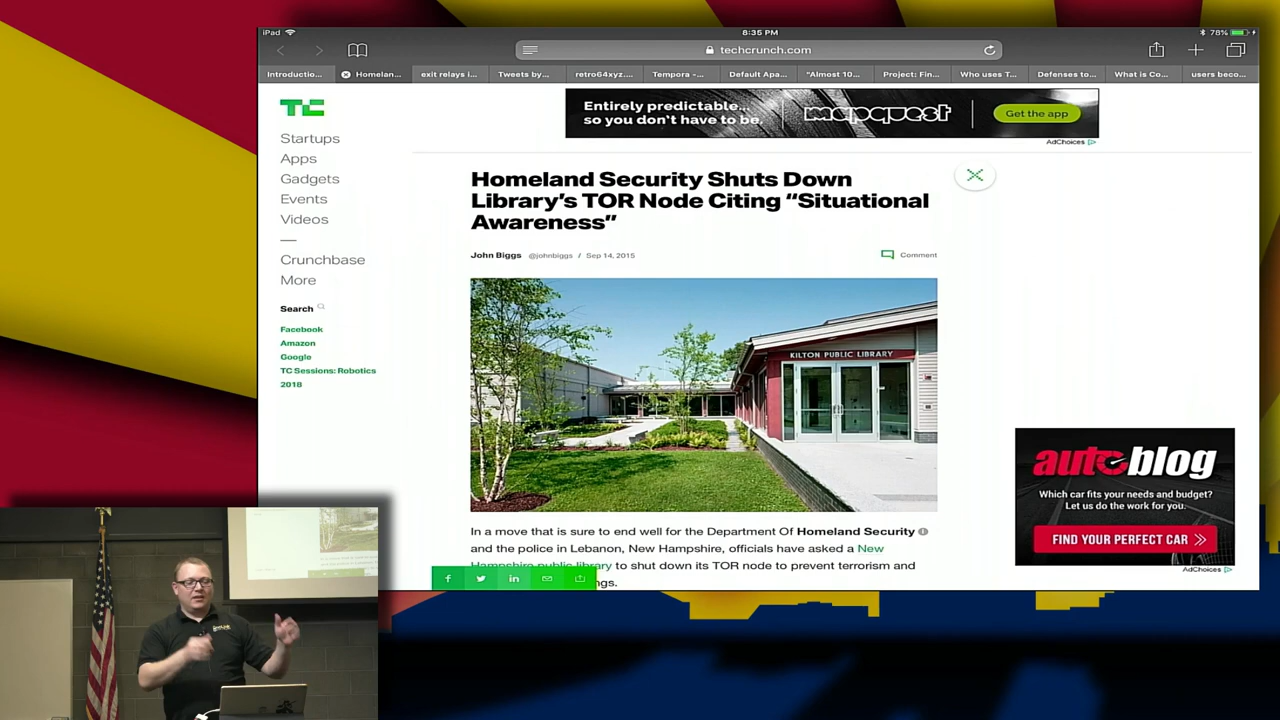 iPad
8:35 PM
78%
techcrunch.com
Introductio...
Homelan...
exit relays i...
Tweets by...
retro64xyz....
Tempora -...
Default Apa...
"Almost 10...
Project: Fin...
Who uses T...
Defenses to...
What is Co...
users beco...
TC
Startups
Apps
Gadgets
Events
Videos
Crunchbase
More
Search
Facebook
Amazon
Google
TC Sessions: Robotics
2018
Entirely predictable...
so you don't have to be.
mapquest
Get the app
AdChoices
Homeland Security Shuts Down
Library's TOR Node Citing “Situational
Awareness”
John Biggs @johnbiggs / Sep 14, 2015
Comment
KILTON PUBLIC LIBRARY
In a move that is sure to end well for the Department Of Homeland Security
and the police in Lebanon, New Hampshire, officials have asked a New
Hampshire public library to shut down its TOR node to prevent terrorism and
autoblog
Which car fits your needs and budget?
Let us do the work for you.
FIND YOUR PERFECT CAR
AdChoices